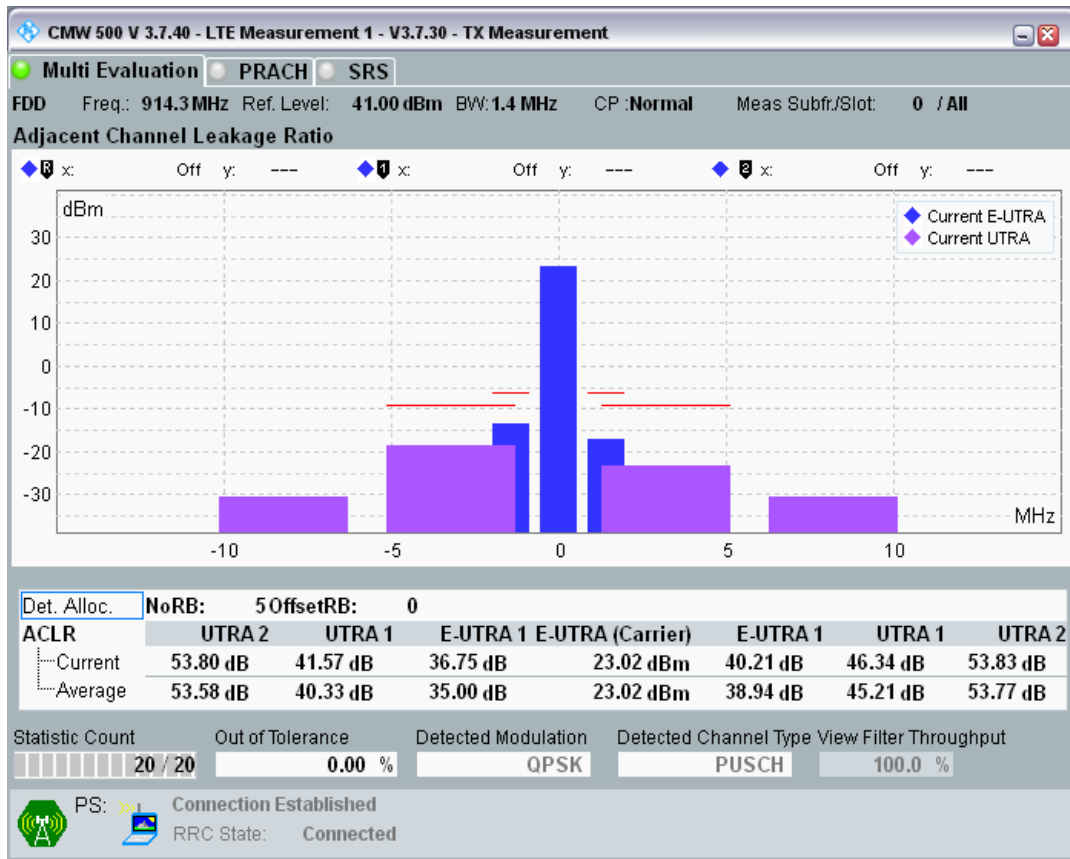 CMW 500 V 3.7.40 - LTE Measurement 1 - V3.7.30 - TX Measurement
Multi Evaluation PRACH SRS
FDD Freq.: 914.3 MHz Ref. Level: 41.00 dBm BW: 1.4 MHz CP :Normal Meas Subfr./Slot: 0 / All
Adjacent Channel Leakage Ratio
R x: Off y: --- 1 x: Off y: --- 2 x: Off y: ---
dBm
Current E-UTRA
Current UTRA
30
20
10
0
-10
-20
-30
MHz
-10 -5 0 5 10
Det. Alloc. NoRB: 5 OffsetRB: 0
ACLR UTRA 2 UTRA 1 E-UTRA 1 E-UTRA (Carrier) E-UTRA 1 UTRA 1 UTRA 2
Current 53.80 dB 41.57 dB 36.75 dB 23.02 dBm 40.21 dB 46.34 dB 53.83 dB
Average 53.58 dB 40.33 dB 35.00 dB 23.02 dBm 38.94 dB 45.21 dB 53.77 dB
Statistic Count Out of Tolerance Detected Modulation Detected Channel Type View Filter Throughput
20 / 20 0.00 % QPSK PUSCH 100.0 %
PS: Connection Established
RRC State: Connected